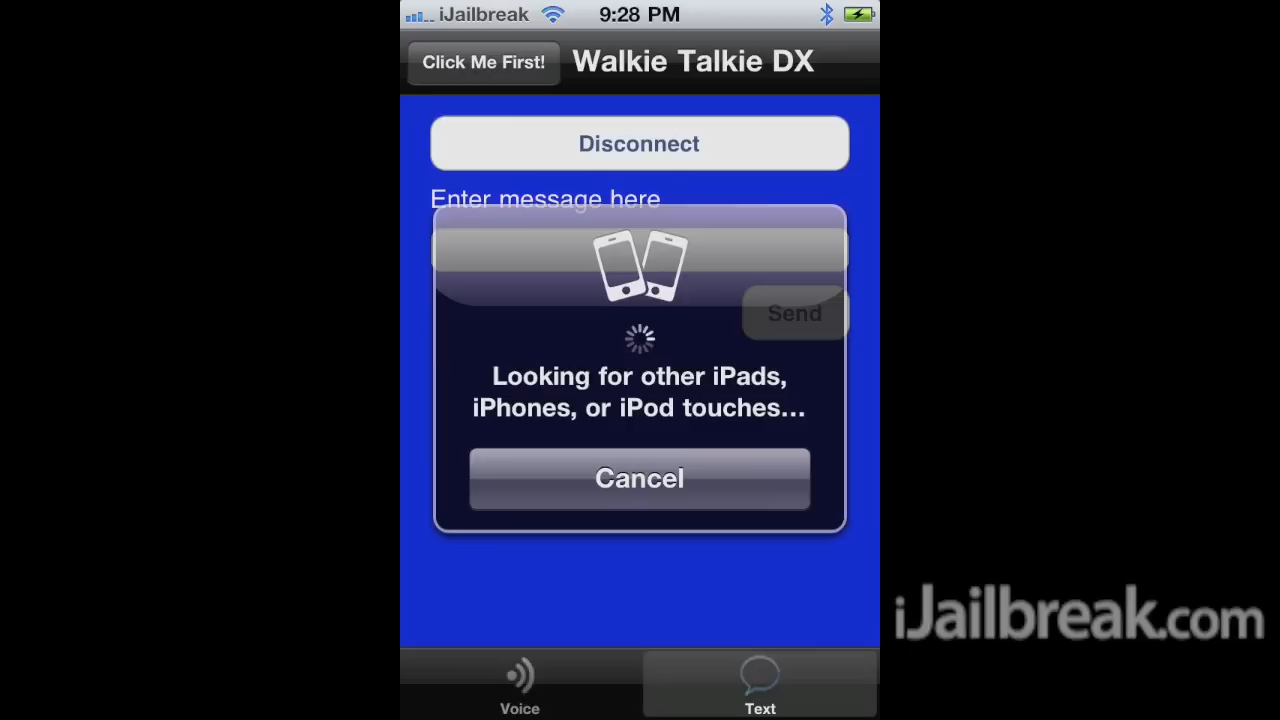 iJailbreak
9:28 PM
Click Me First!
Walkie Talkie DX
Disconnect
Enter message here
Send
Looking for other iPads,
iPhones, or iPod touches...
Cancel
iJailbreak.com
Voice
Text